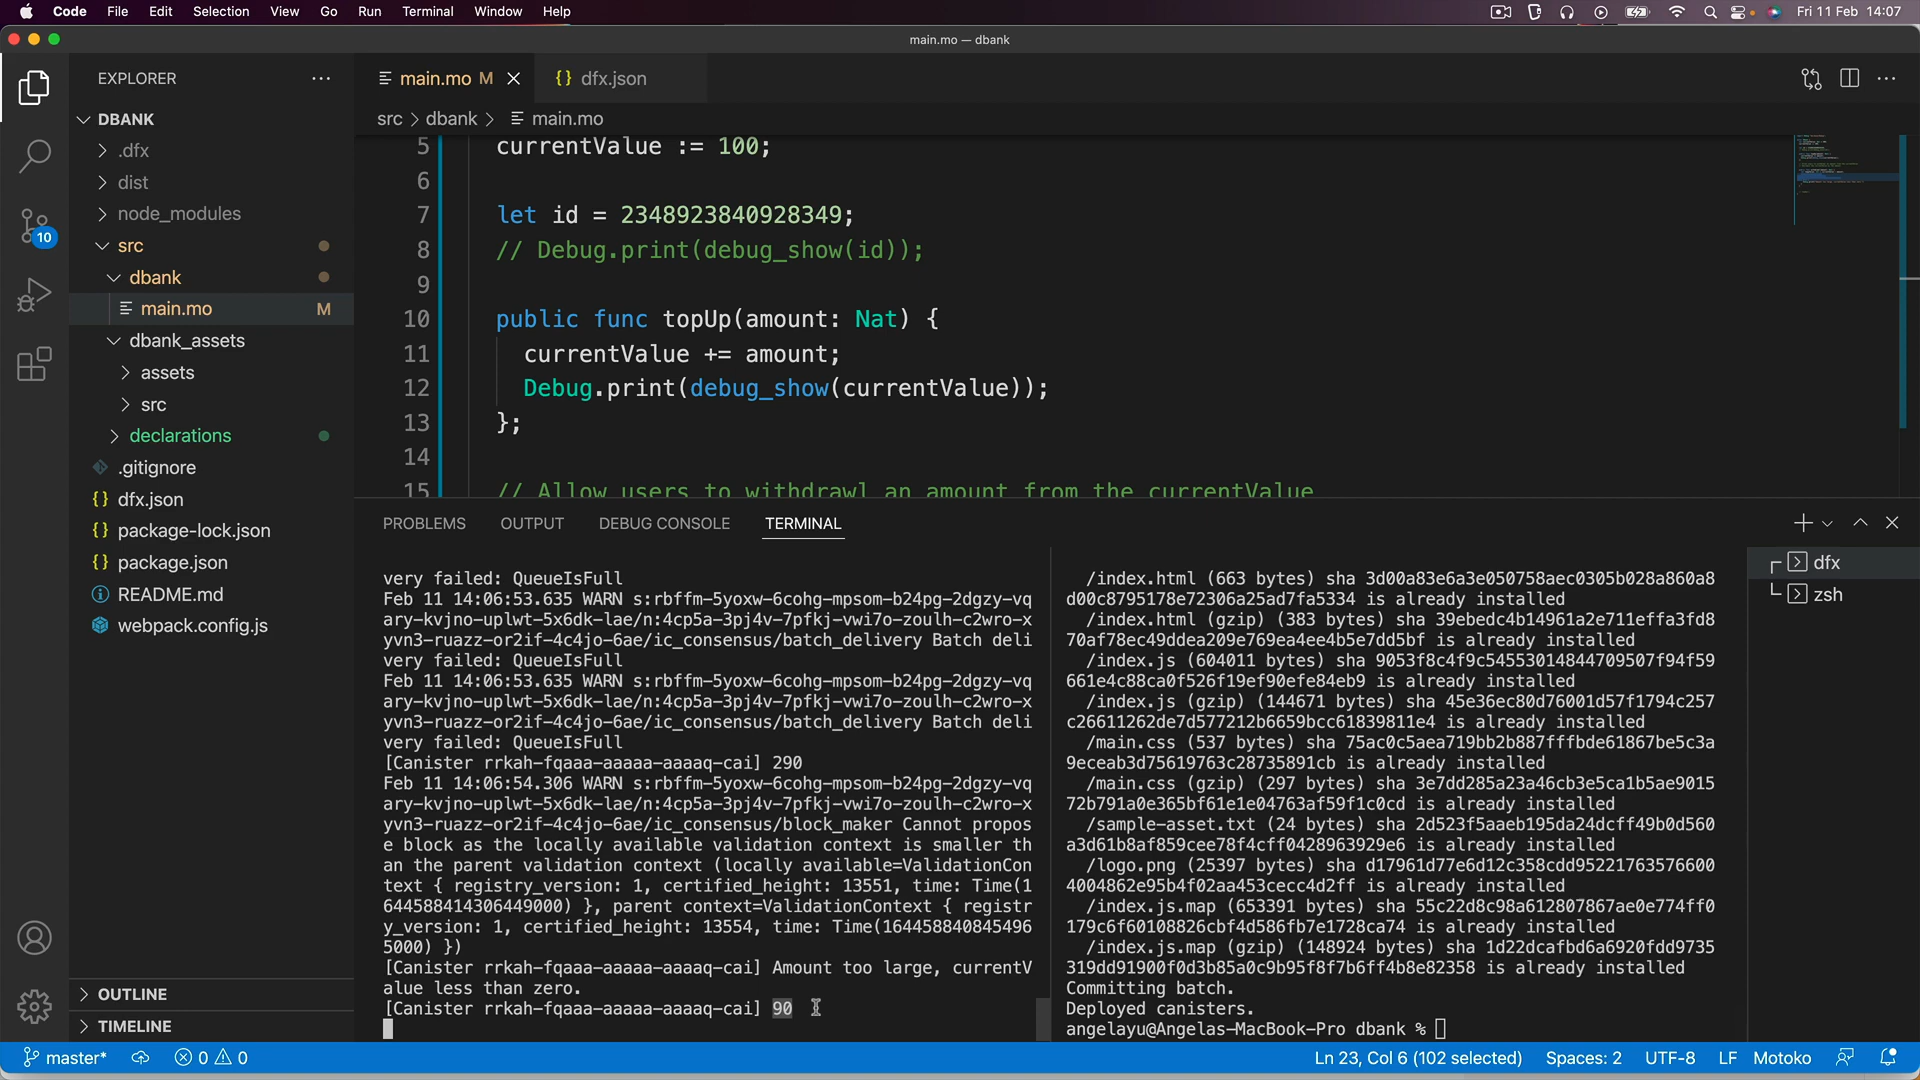 Code File Edit Selection View Go Run Terminal Window Help Fri 11 Feb 14:07
main.mo — dbank
EXPLORER
DBANK
.dfx
dist
node_modules
src
dbank
main.mo M
dbank_assets
assets
src
declarations
.gitignore
dfx.json
package-lock.json
package.json
README.md
webpack.config.js
OUTLINE
TIMELINE
10
main.mo M
{} dfx.json
src > dbank > main.mo
5 currentValue := 100;
6
7 let id = 2348923840928349;
8 // Debug.print(debug_show(id));
9
10 public func topUp(amount: Nat) {
11 currentValue += amount;
12 Debug.print(debug_show(currentValue));
13 };
14
15 // Allow users to withdrawl an amount from the currentValue
PROBLEMS OUTPUT DEBUG CONSOLE TERMINAL
very failed: QueueIsFull
Feb 11 14:06:53.635 WARN s:rbffm-5yoxw-6cohg-mpsom-b24pg-2dgzy-vq
ary-kvjno-uplwt-5x6dk-lae/n:4cp5a-3pj4v-7pfkj-vwi7o-zoulh-c2wro-x
yvn3-ruazz-or2if-4c4jo-6ae/ic_consensus/batch_delivery Batch deli
very failed: QueueIsFull
Feb 11 14:06:53.635 WARN s:rbffm-5yoxw-6cohg-mpsom-b24pg-2dgzy-vq
ary-kvjno-uplwt-5x6dk-lae/n:4cp5a-3pj4v-7pfkj-vwi7o-zoulh-c2wro-x
yvn3-ruazz-or2if-4c4jo-6ae/ic_consensus/batch_delivery Batch deli
very failed: QueueIsFull
[Canister rrkah-fqaaa-aaaaa-aaaaq-cai] 290
Feb 11 14:06:54.306 WARN s:rbffm-5yoxw-6cohg-mpsom-b24pg-2dgzy-vq
ary-kvjno-uplwt-5x6dk-lae/n:4cp5a-3pj4v-7pfkj-vwi7o-zoulh-c2wro-x
yvn3-ruazz-or2if-4c4jo-6ae/ic_consensus/block_maker Cannot propos
e block as the locally available validation context is smaller th
an the parent validation context (locally available=ValidationCon
text { registry_version: 1, certified_height: 13551, time: Time(1
644588414306449000) }, parent context=ValidationContext { registr
y_version: 1, certified_height: 13554, time: Time(164458840845496
5000) })
[Canister rrkah-fqaaa-aaaaa-aaaaq-cai] Amount too large, currentV
alue less than zero.
[Canister rrkah-fqaaa-aaaaa-aaaaq-cai] 90
/index.html (663 bytes) sha 3d00a83e6a3e050758aec0305b028a860a8
d00c8795178e72306a25ad7fa5334 is already installed
/index.html (gzip) (383 bytes) sha 39ebedc4b14961a2e711effa3fd8
70af78ec49ddea209e769ea4ee4b5e7dd5bf is already installed
/index.js (604011 bytes) sha 9053f8c4f9c54553014844709507f94f59
661e4c88ca0f526f19ef90efe84eb9 is already installed
/index.js (gzip) (144671 bytes) sha 45e36ec80d76001d57f1794c257
c26611262de7d577212b6659bcc61839811e4 is already installed
/main.css (537 bytes) sha 75ac0c5aea719bb2b887fffbde61867be5c3a
9eceab3d75619763c28735891cb is already installed
/main.css (gzip) (297 bytes) sha 3e7dd285a23a46cb3e5ca1b5ae9015
72b791a0e365bf61e1e04763af59f1c0cd is already installed
/sample-asset.txt (24 bytes) sha 2d523f5aaeb195da24dcff49b0d560
a3d61b8af859cee78f4cff0428963929e6 is already installed
/logo.png (25397 bytes) sha d17961d77e6d12c358cdd95221763576600
4004862e95b4f02aa453cecc4d2ff is already installed
/index.js.map (653391 bytes) sha 55c22d8c98a612807867ae0e774ff0
179c6f60108826cbf4d586fb7e1728ca74 is already installed
/index.js.map (gzip) (148924 bytes) sha 1d22dcafbd6a6920fdd9735
319dd91900f0d3b85a0c9b95f8f7b6ff4b8e82358 is already installed
Committing batch.
Deployed canisters.
angelayu@Angelas-MacBook-Pro dbank %
dfx
zsh
master* 0 0 Ln 23, Col 6 (102 selected) Spaces: 2 UTF-8 LF Motoko